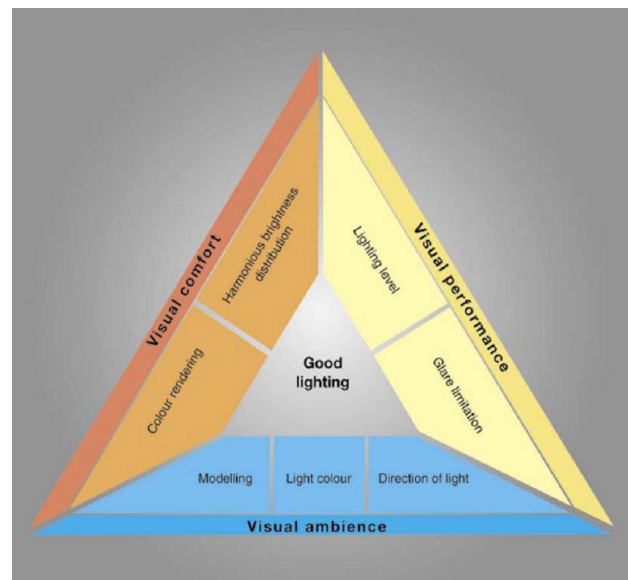 Visual comfort
Harmonious brightness
distribution
Colour rendering
Visual performance
Lighting level
Glare limitation
Good
lighting
Modelling
Light colour
Direction of light
Visual ambience